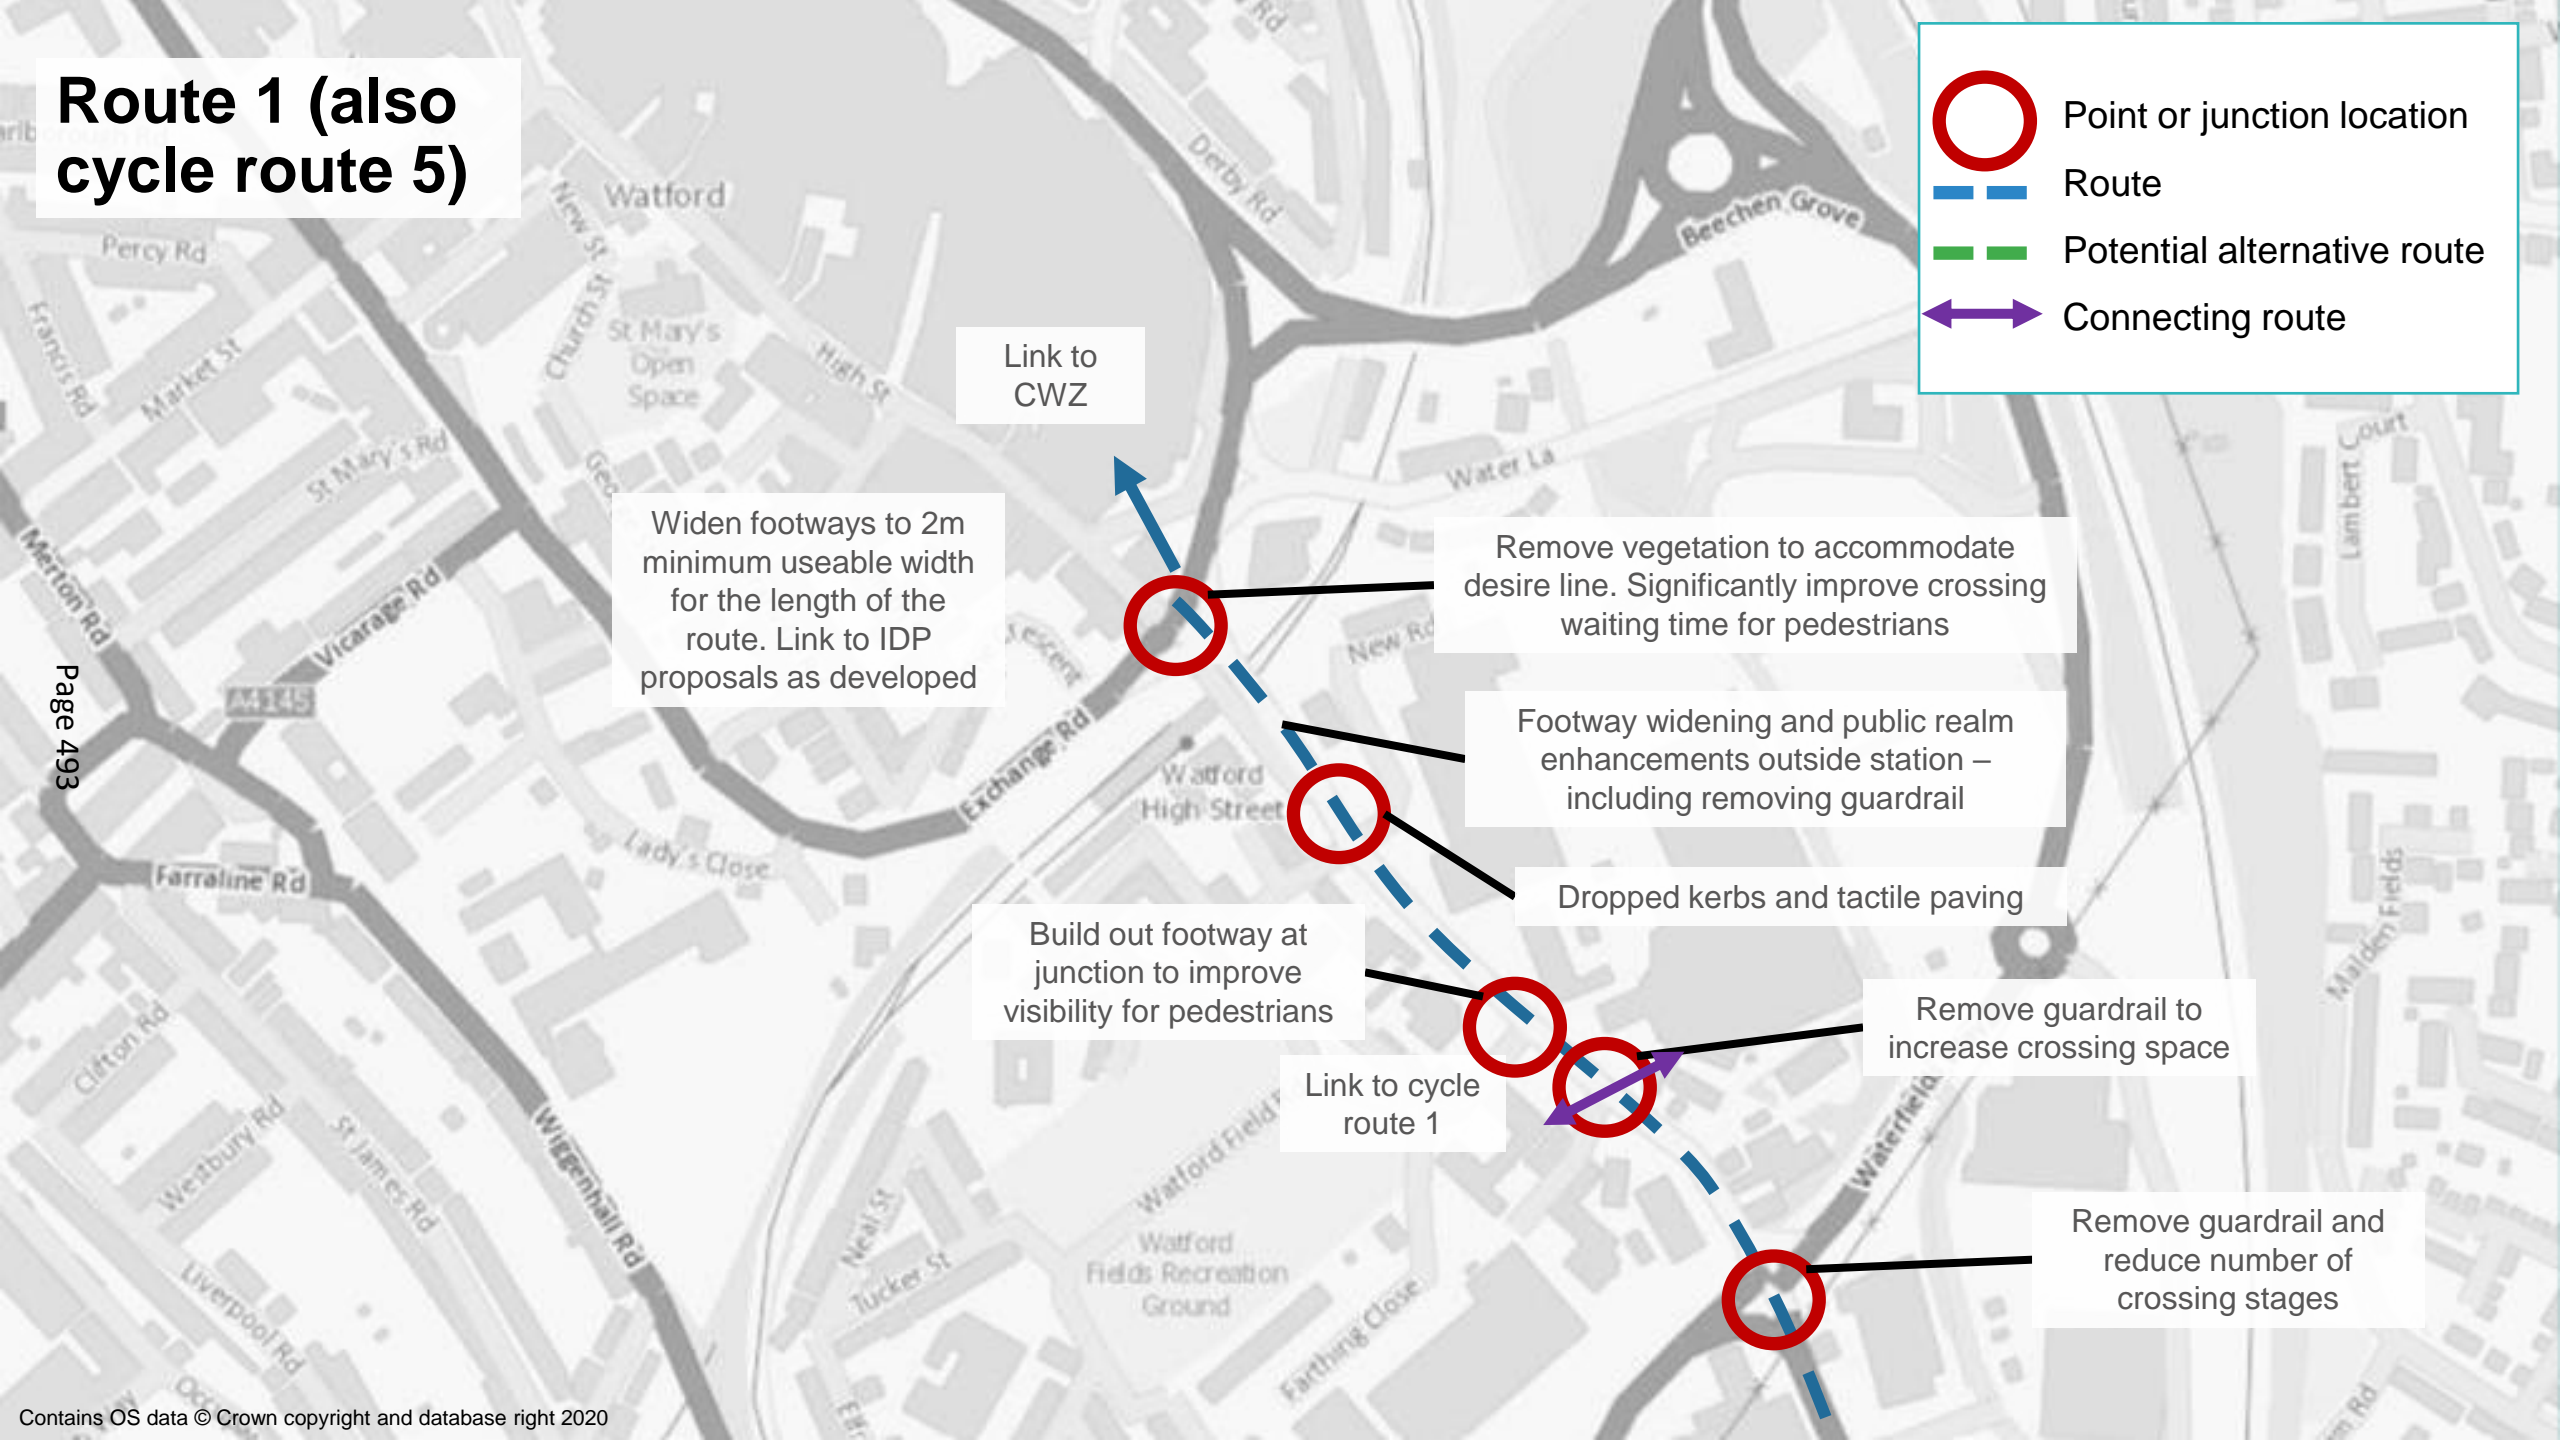 Route 1 (also
cycle route 5)
Point or junction location
Route
Potential alternative route
Connecting route
Link to
CWZ
Widen footways to 2m
minimum useable width
for the length of the
route. Link to IDP
proposals as developed
Remove vegetation to accommodate
desire line. Significantly improve crossing
waiting time for pedestrians
Footway widening and public realm
enhancements outside station –
including removing guardrail
Dropped kerbs and tactile paving
Build out footway at
junction to improve
visibility for pedestrians
Link to cycle
route 1
Remove guardrail to
increase crossing space
Remove guardrail and
reduce number of
crossing stages
Page 493
Contains OS data © Crown copyright and database right 2020
Percy Rd
Francis Rd
Market St
St Mary's Rd
New St
Church St
Watford
St Mary's
Open
Space
High St
Derby Rd
Beechen Grove
Water La
New Rd
Lambert Court
Merton Rd
Vicarage Rd
A4145
Exchange Rd
Watford
High Street
Lady's Close
Farraline Rd
Clifton Rd
Westbury Rd
St James Rd
Liverpool Rd
Wiggenhall Rd
Neal St
Tucker St
Watford Field
Watford
Fields Recreation
Ground
Farthing Close
Waterfield
Malden Fields